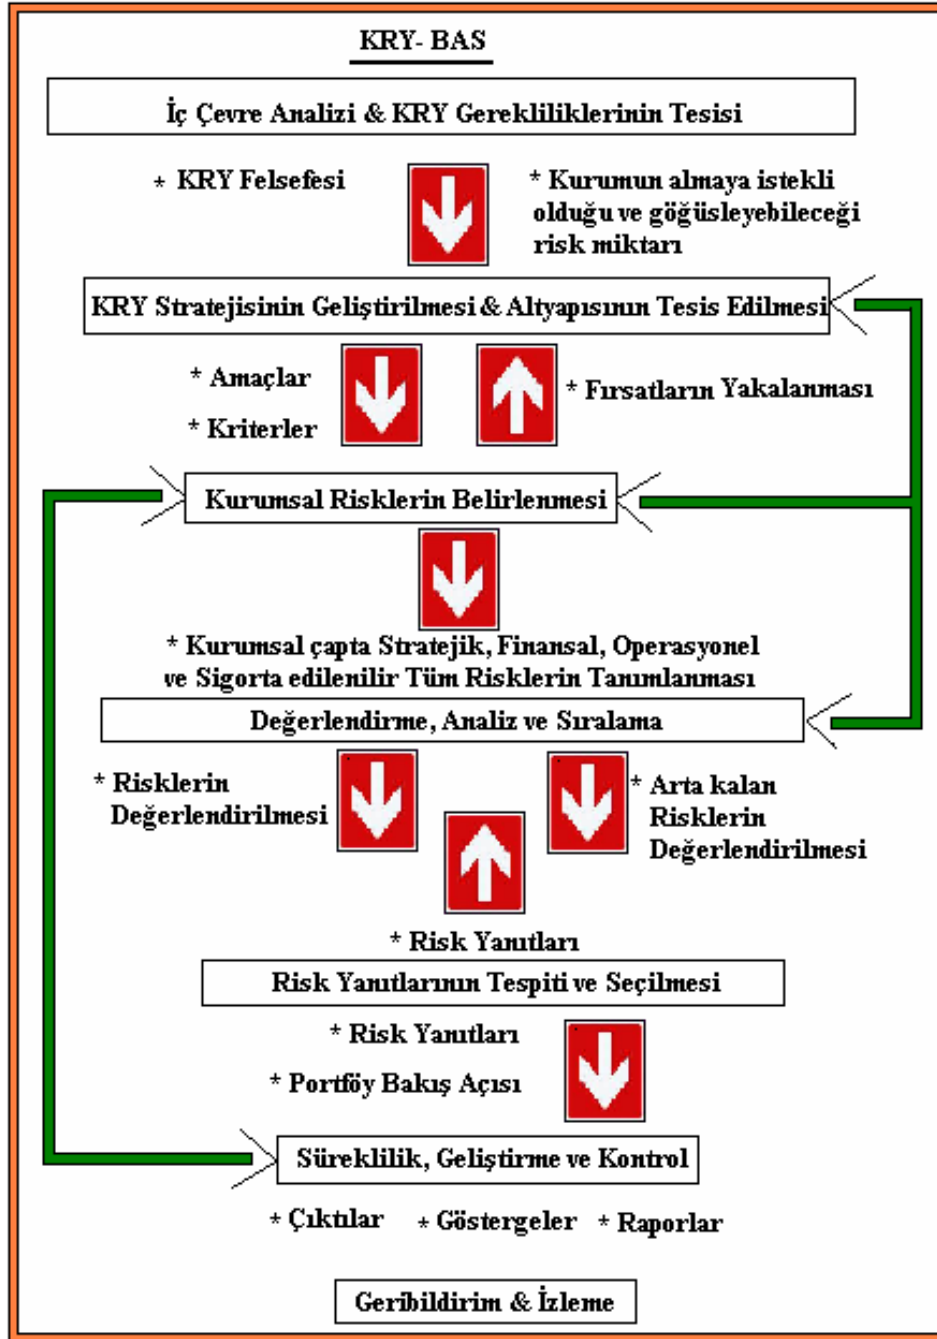 KRY- BAS
İç Çevre Analizi & KRY Gerekliliklerinin Tesisi
* KRY Felsefesi
* Kurumun almaya istekli
olduğu ve göğüsleyebileceği
risk miktarı
KRY Stratejisinin Geliştirilmesi & Altyapısının Tesis Edilmesi
* Amaçlar
* Kriterler
* Fırsatların Yakalanması
Kurumsal Risklerin Belirlenmesi
* Kurumsal çapta Stratejik, Finansal, Operasyonel
ve Sigorta edilenilir Tüm Risklerin Tanımlanması
Değerlendirme, Analiz ve Sıralama
* Risklerin
Değerlendirilmesi
* Arta kalan
Risklerin
Değerlendirilmesi
* Risk Yanıtları
Risk Yanıtlarının Tespiti ve Seçilmesi
* Risk Yanıtları
* Portföy Bakış Açısı
Süreklilik, Geliştirme ve Kontrol
* Çıktılar * Göstergeler * Raporlar
Geribildirim & İzleme